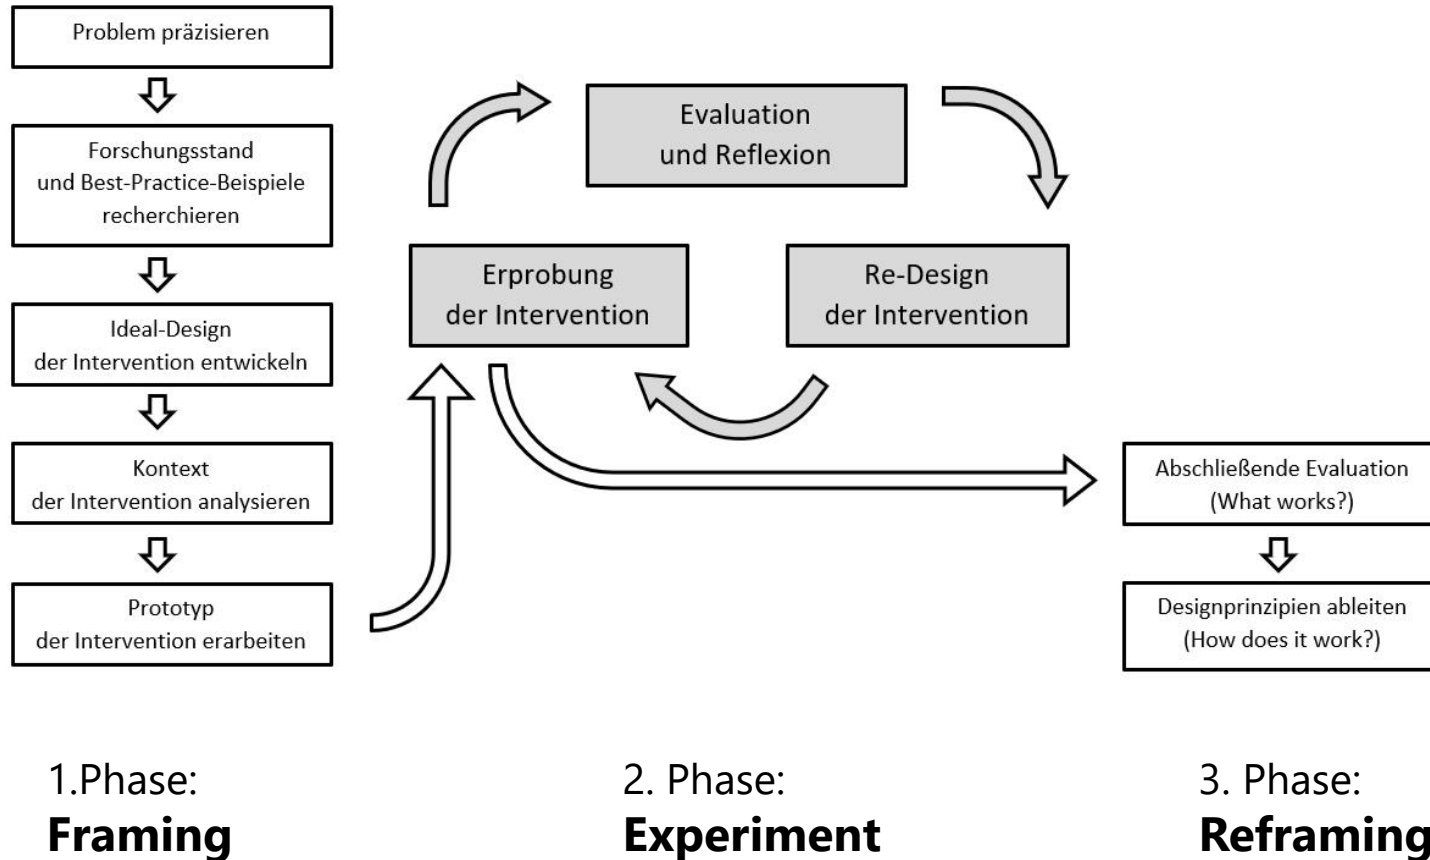 Problem präzisieren
Forschungsstand
und Best-Practice-Beispiele
recherchieren
Ideal-Design
der Intervention entwickeln
Kontext
der Intervention analysieren
Prototyp
der Intervention erarbeiten
Evaluation
und Reflexion
Erprobung
der Intervention
Re-Design
der Intervention
Abschließende Evaluation
(What works?)
Designprinzipien ableiten
(How does it work?)
1.Phase:
Framing
2. Phase:
Experiment
3. Phase:
Reframing